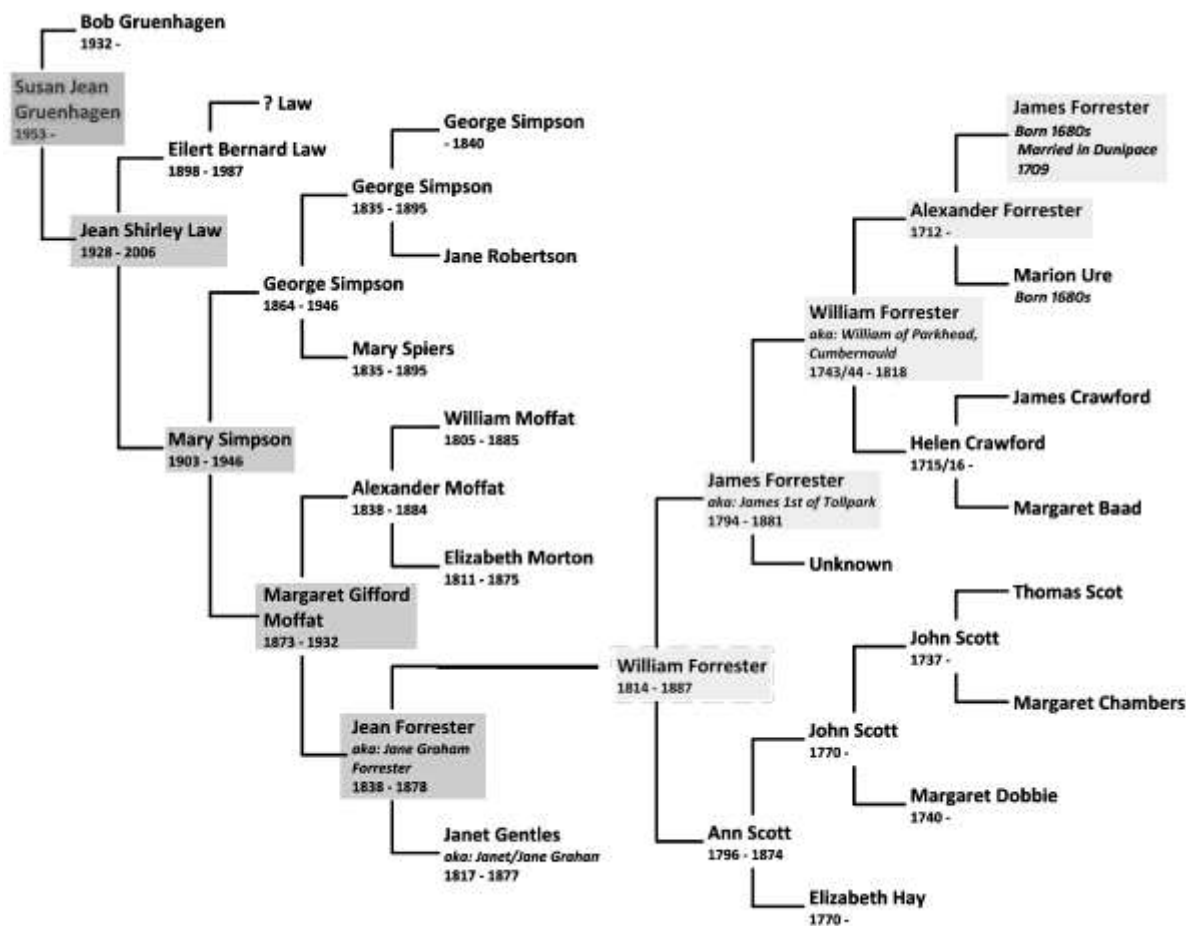 Bob Gruenhagen
1932 -
Susan Jean
Gruenhagen
1953 -
? Law
Eilert Bernard Law
1898 - 1987
Jean Shirley Law
1928 - 2006
George Simpson
- 1840
George Simpson
1835 - 1895
Jane Robertson
George Simpson
1864 - 1946
Mary Spiers
1835 - 1895
Mary Simpson
1903 - 1946
William Moffat
1805 - 1885
Alexander Moffat
1838 - 1884
Elizabeth Morton
1811 - 1875
Margaret Gifford
Moffat
1873 - 1932
Jean Forrester
aka: Jane Graham
Forrester
1838 - 1878
Janet Gentles
aka: Janet/Jane Graham
1817 - 1877
William Forrester
1814 - 1887
James Forrester
Born 1680s
Married in Dunipace
1709
Alexander Forrester
1712 -
Marion Ure
Born 1680s
William Forrester
aka: William of Parkhead,
Cumbernauld
1743/44 - 1818
James Crawford
Helen Crawford
1715/16 -
Margaret Baad
James Forrester
aka: James 1st of Tollpark
1794 - 1881
Unknown
Thomas Scot
John Scott
1737 -
Margaret Chambers
John Scott
1770 -
Margaret Dobbie
1740 -
Ann Scott
1796 - 1874
Elizabeth Hay
1770 -